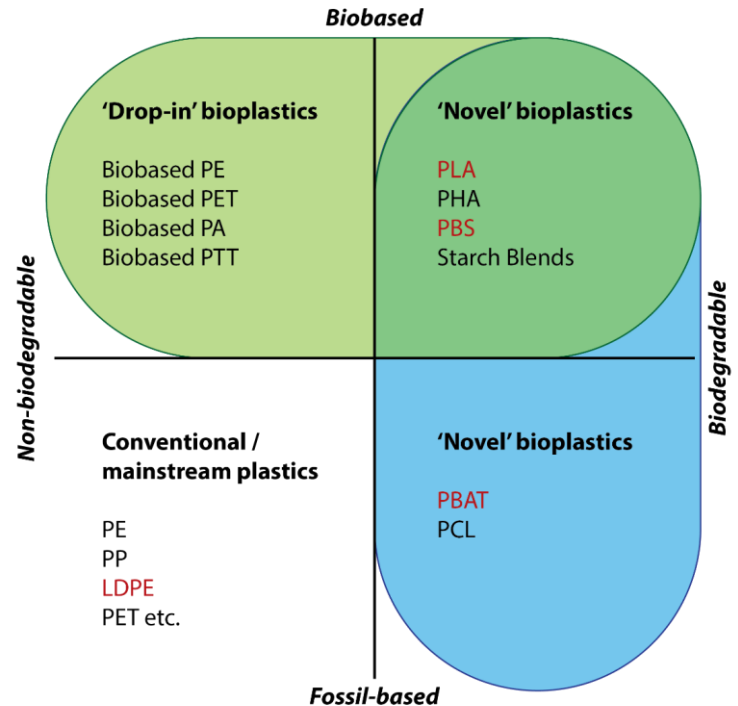 Biobased
'Drop-in' bioplastics
Biobased PE
Biobased PET
Biobased PA
Biobased PTT
'Novel' bioplastics
PLA
PHA
PBS
Starch Blends
Non-biodegradable
Biodegradable
Conventional /
mainstream plastics
PE
PP
LDPE
PET etc.
'Novel' bioplastics
PBAT
PCL
Fossil-based